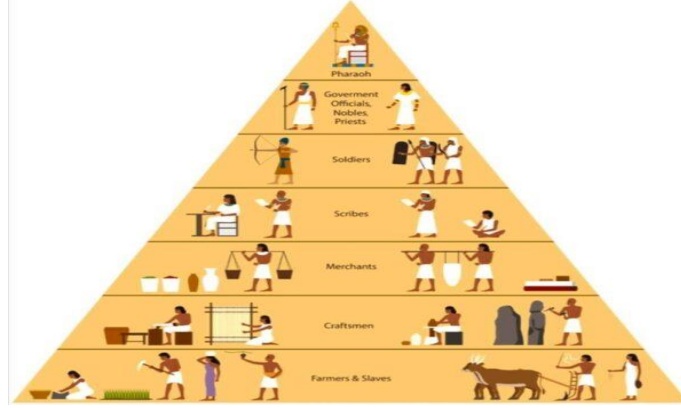 Pharaoh
Goverment
Officials,
Nobles,
Priests
Soldiers
Scribes
Merchants
Craftsmen
Farmers & Slaves